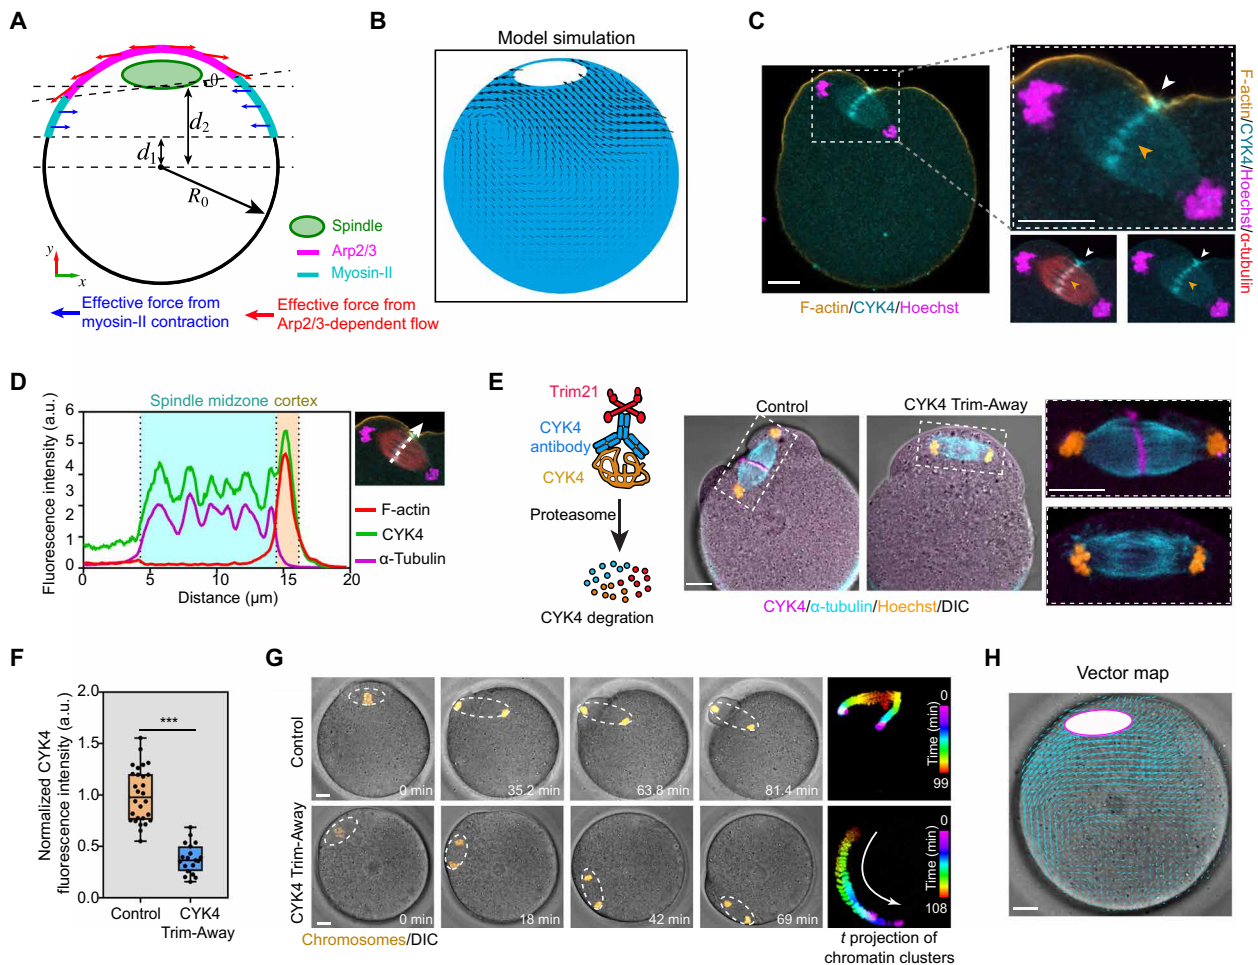 A
θ
d2
d1
R0
y
x
Spindle
Arp2/3
Myosin-II
Effective force from
myosin-II contraction
Effective force from
Arp2/3-dependent flow
B
Model simulation
C
F-actin/CYK4/Hoechst
F-actin/CYK4/Hoechst/α-tubulin
D
Spindle midzone cortex
Fluorescence intensity (a.u.)
6
5
4
3
2
1
0
0
5
10
15
20
Distance (µm)
F-actin
CYK4
α-Tubulin
E
Trim21
CYK4
antibody
CYK4
Proteasome
CYK4 degration
Control
CYK4 Trim-Away
CYK4/α-tubulin/Hoechst/DIC
F
Normalized CYK4
fluorescence intensity (a.u.)
2.0
1.5
1.0
0.5
0.0
***
Control
CYK4
Trim-Away
G
Control
0 min
35.2 min
63.8 min
81.4 min
0
Time (min)
99
CYK4 Trim-Away
0 min
18 min
42 min
69 min
0
Time (min)
108
Chromosomes/DIC
t projection of
chromatin clusters
H
Vector map